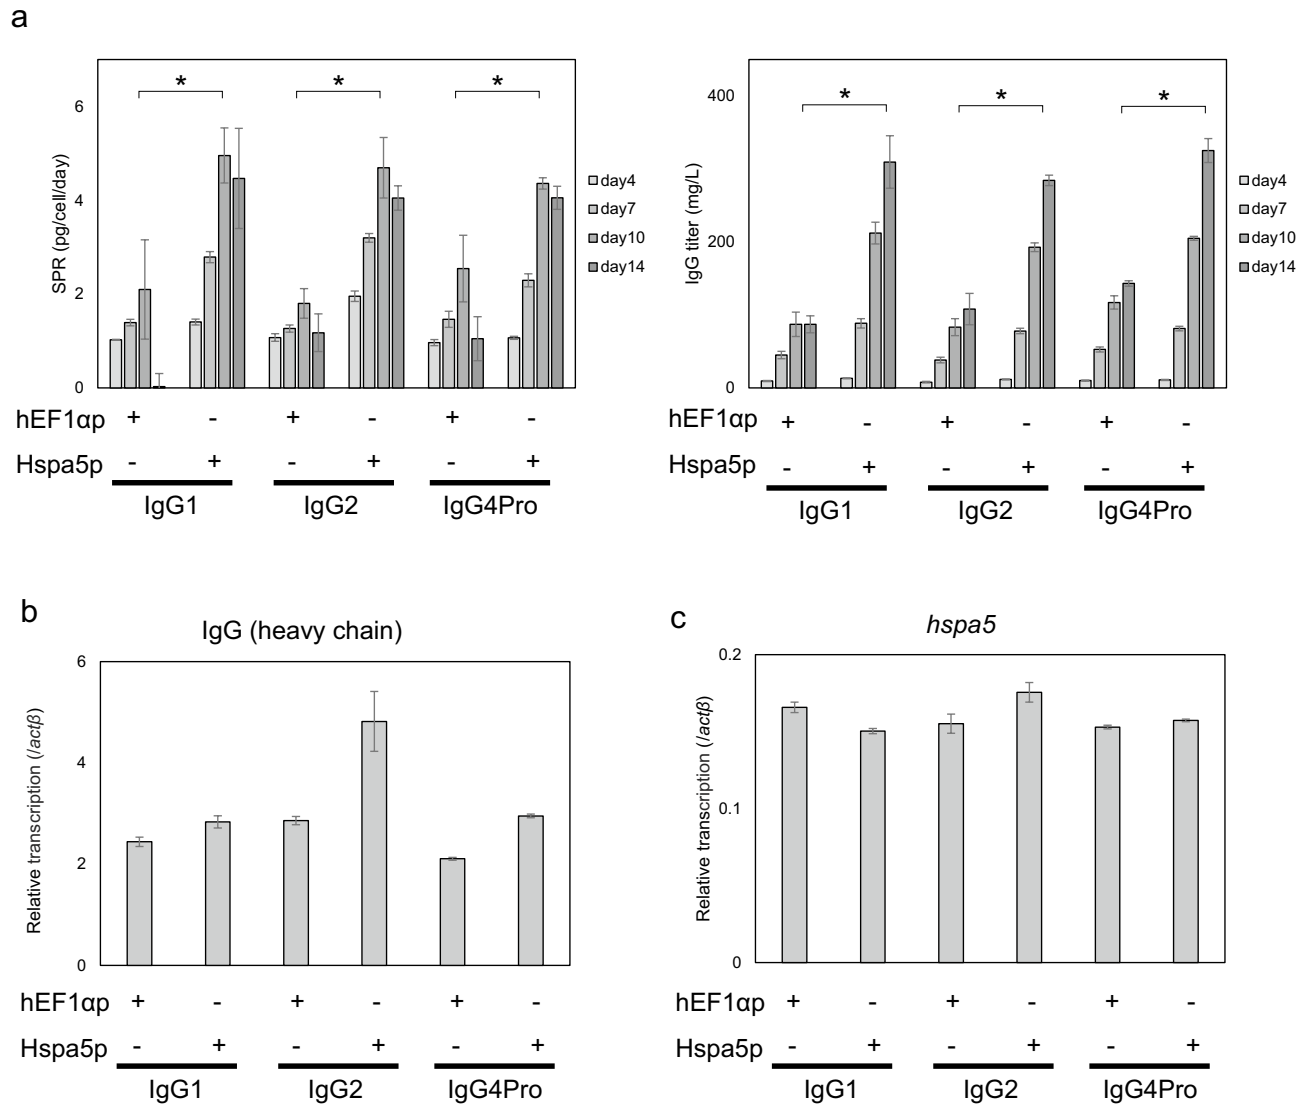 a
* * *
6
4
2
0
SPR (pg/cell/day)
day4
day7
day10
day14
hEF1αp + - + - + -
Hspa5p - + - + - +
IgG1 IgG2 IgG4Pro
* * *
400
200
0
IgG titer (mg/L)
day4
day7
day10
day14
hEF1αp + - + - + -
Hspa5p - + - + - +
IgG1 IgG2 IgG4Pro
b
IgG (heavy chain)
6
4
2
0
Relative transcription (/actβ)
hEF1αp + - + - + -
Hspa5p - + - + - +
IgG1 IgG2 IgG4Pro
c
hspa5
0.2
0.1
0
Relative transcription (/actβ)
hEF1αp + - + - + -
Hspa5p - + - + - +
IgG1 IgG2 IgG4Pro